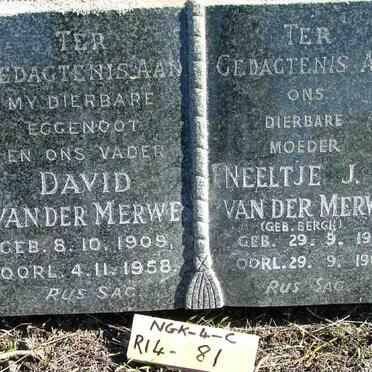 TER
GEDAGTENIS AAN
MY DIERBARE
EGGENOOT
EN ONS VADER
DAVID
VAN DER MERWE
GEB. 8. 10. 1909.
OORL. 4. 11. 1958.
RUS SAG
TER
GEDAGTENIS A
ONS
DIERBARE
MOEDER
NEELTJE J.
VAN DER MERW
(GEB. BERGH)
GEB. 29. 9. 1
OORL. 29. 9. 19
RUS SAG
NGK-4-C
R14- 81